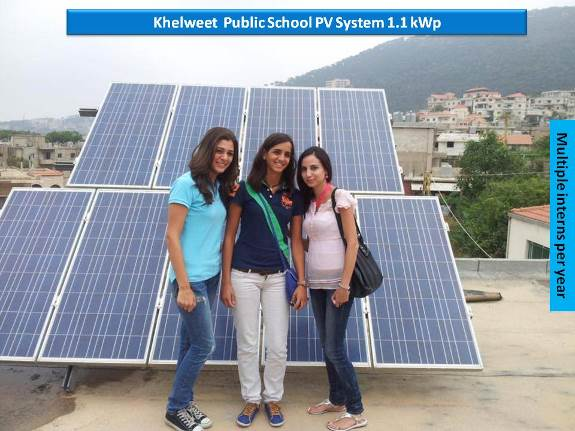 Khelweet Public School PV System 1.1 kWp
Multiple interns per year